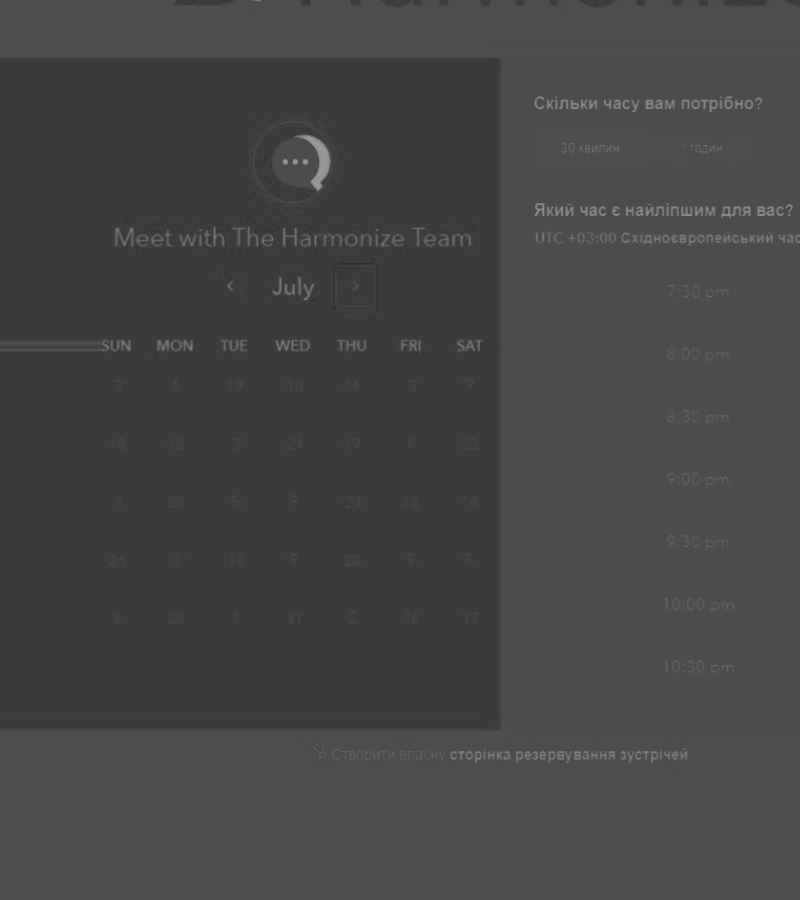 Meet with The Harmonize Team
July
SUN MON TUE WED THU FRI SAT
3 6 19 10 16 3 9
18 18 3 24 19 8 22
3 28 5 9 24 18 14
26 3 10 9 20 5 5
6 28 1 31 2 16 17
Скільки часу вам потрібно?
30 хвилин 1 годин
Який час є найліпшим для вас?
UTC +03:00 Східноєвропейський час
7:30 pm
8:00 pm
8:30 pm
9:00 pm
9:30 pm
10:00 pm
10:30 pm
Створити власну сторінка резервування зустрічей